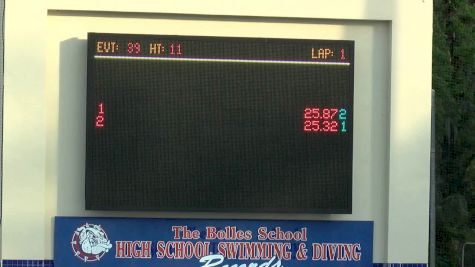 EVT: 39 HT: 11 LAP: 1
1 25.87 2
2 25.32 1
The Bolles School
HIGH SCHOOL SWIMMING & DIVING
Records